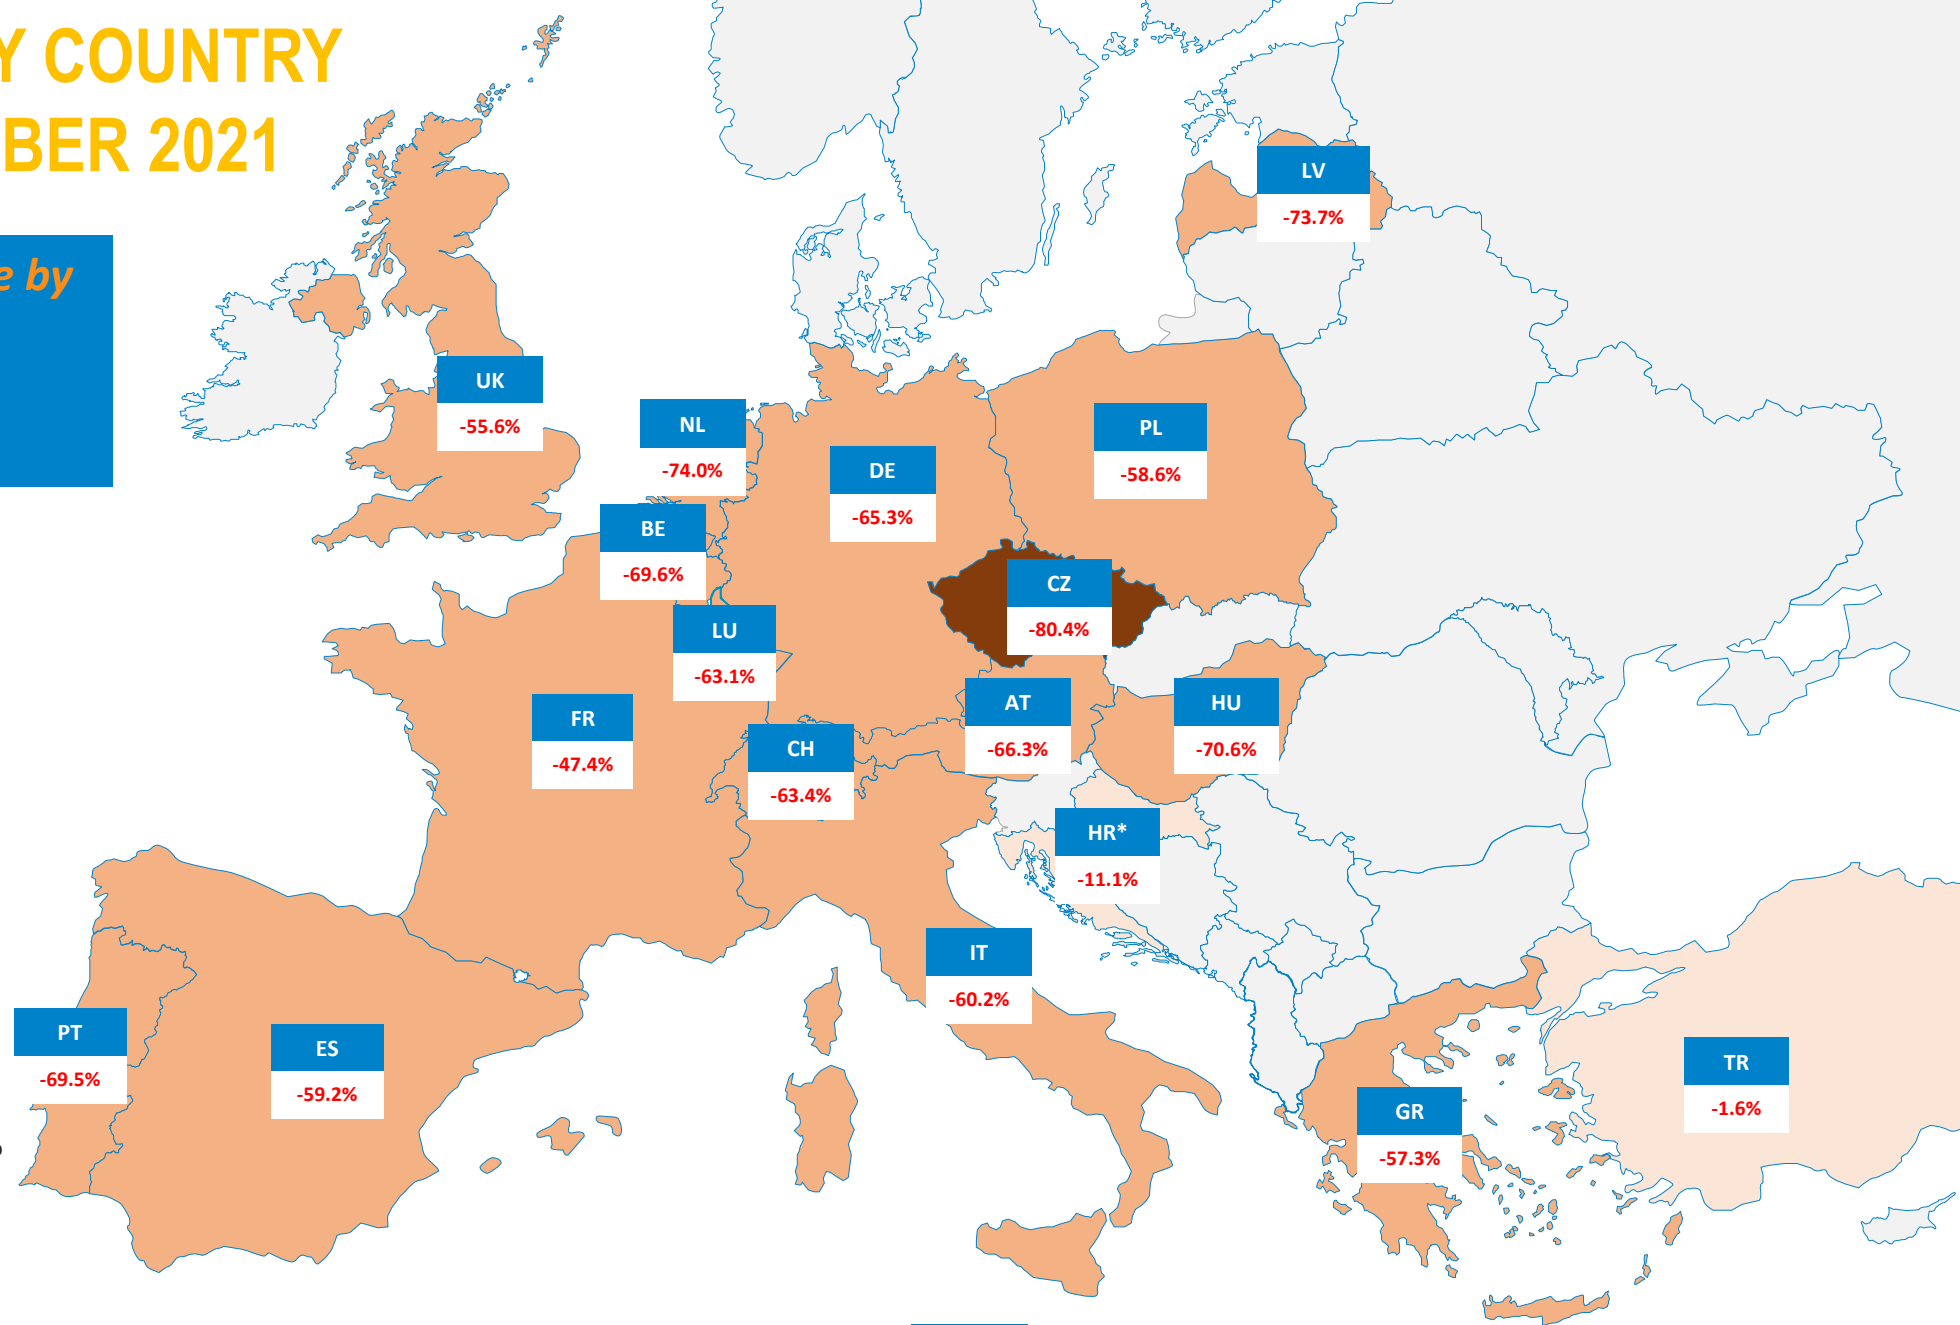 Y COUNTRY
BER 2021
e by
LV
-73.7%
UK
-55.6%
NL
-74.0%
PL
-58.6%
DE
-65.3%
BE
-69.6%
CZ
-80.4%
LU
-63.1%
AT
-66.3%
HU
-70.6%
FR
-47.4%
CH
-63.4%
HR*
-11.1%
IT
-60.2%
PT
-69.5%
ES
-59.2%
TR
-1.6%
GR
-57.3%